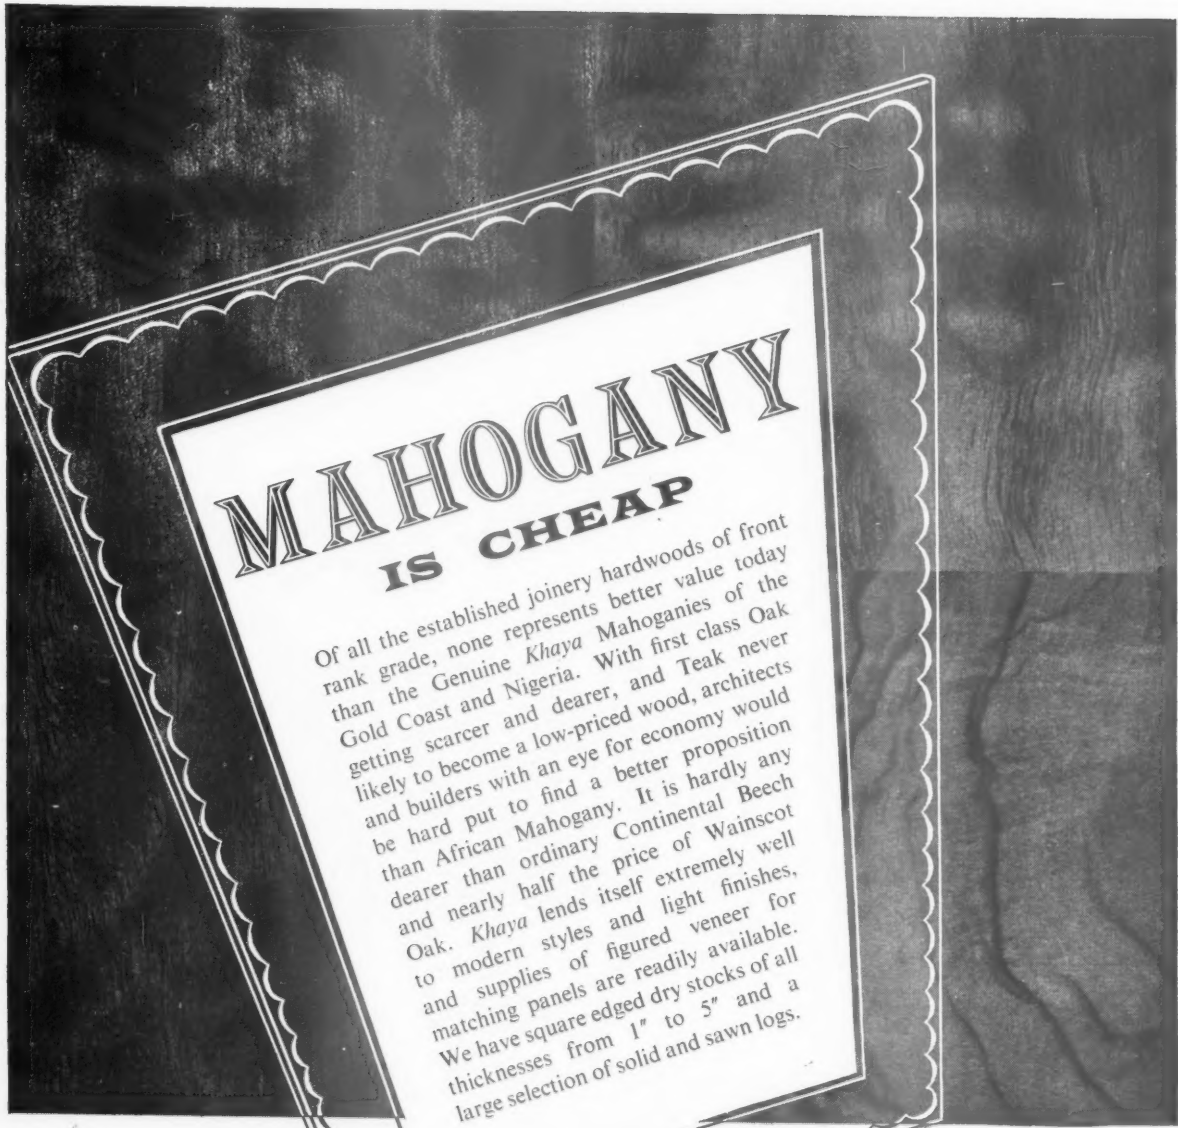 MAHOGANY
IS CHEAP
Of all the established joinery hardwoods of front
rank grade, none represents better value today
than the Genuine Khaya Mahoganies of the
Gold Coast and Nigeria. With first class Oak
getting scarcer and dearer, and Teak never
likely to become a low-priced wood, architects
and builders with an eye for economy would
be hard put to find a better proposition
than African Mahogany. It is hardly any
dearer than ordinary Continental Beech
and nearly half the price of Wainscot
Oak. Khaya lends itself extremely well
to modern styles and light finishes,
and supplies of figured veneer for
matching panels are readily available.
We have square edged dry stocks of all
thicknesses from 1" to 5" and a
large selection of solid and sawn logs.